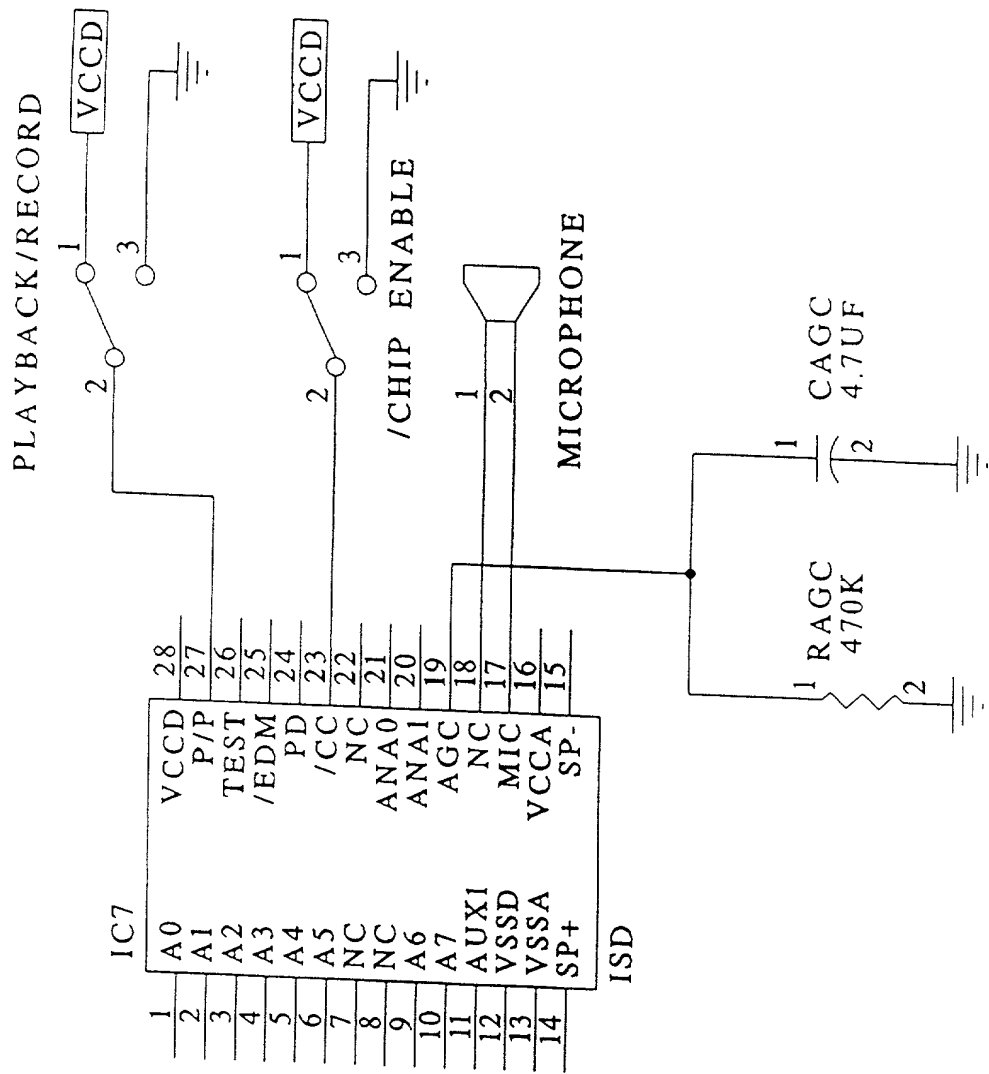 PLAYBACK/RECORD
2
1
3
VCCD
/CHIP ENABLE
2
1
3
VCCD
MICROPHONE
1
2
IC7
1 A0 VCCD 28
2 A1 P/P 27
3 A2 TEST 26
4 A3 /EDM 25
5 A4 PD 24
6 A5 /CC 23
7 NC NC 22
8 NC ANA0 21
9 A6 ANA1 20
10 A7 AGC 19
11 AUX1 NC 18
12 VSSD MIC 17
13 VSSA VCCA 16
14 SP+ SP- 15
ISD
1
2
RAGC
470K
1
2
CAGC
4.7UF